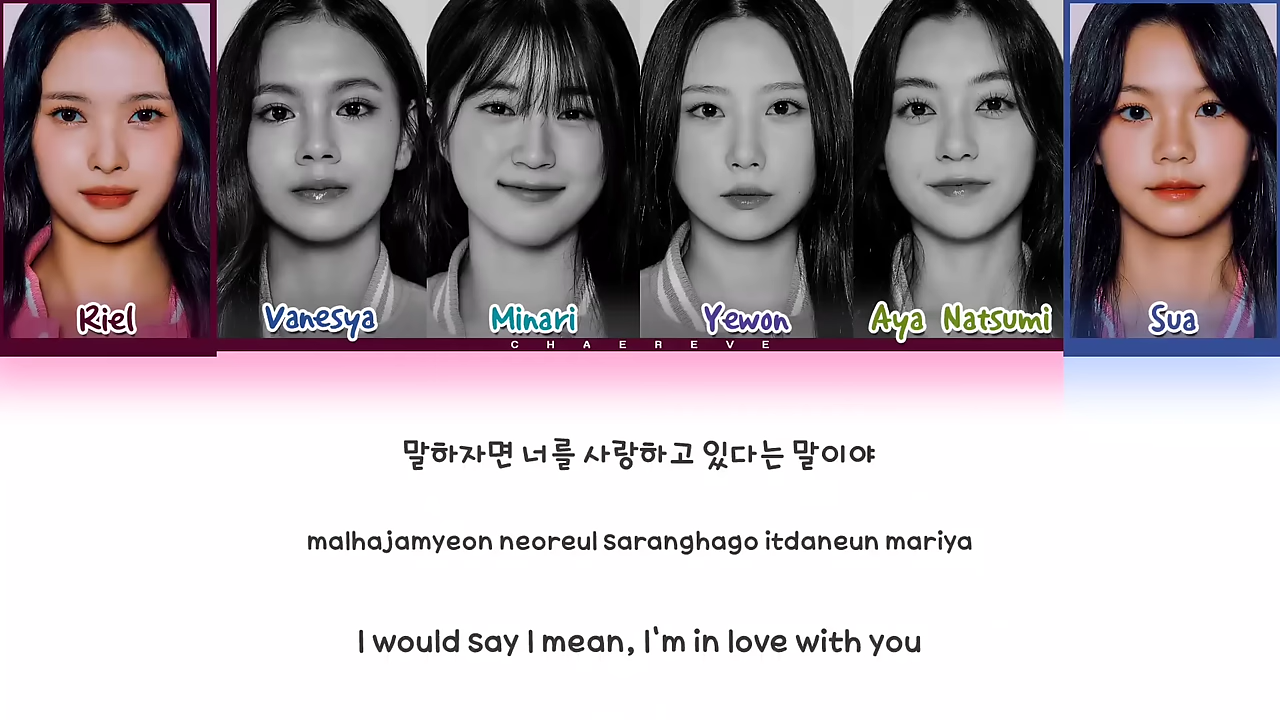 Riel
Vanesya
Minari
Yewon
Aya Natsumi
Sua
CHAEREVE
말하자면 너를 사랑하고 있다는 말이야
malhajamyeon neoreul saranghago itdaneun mariya
I would say I mean, I'm in love with you